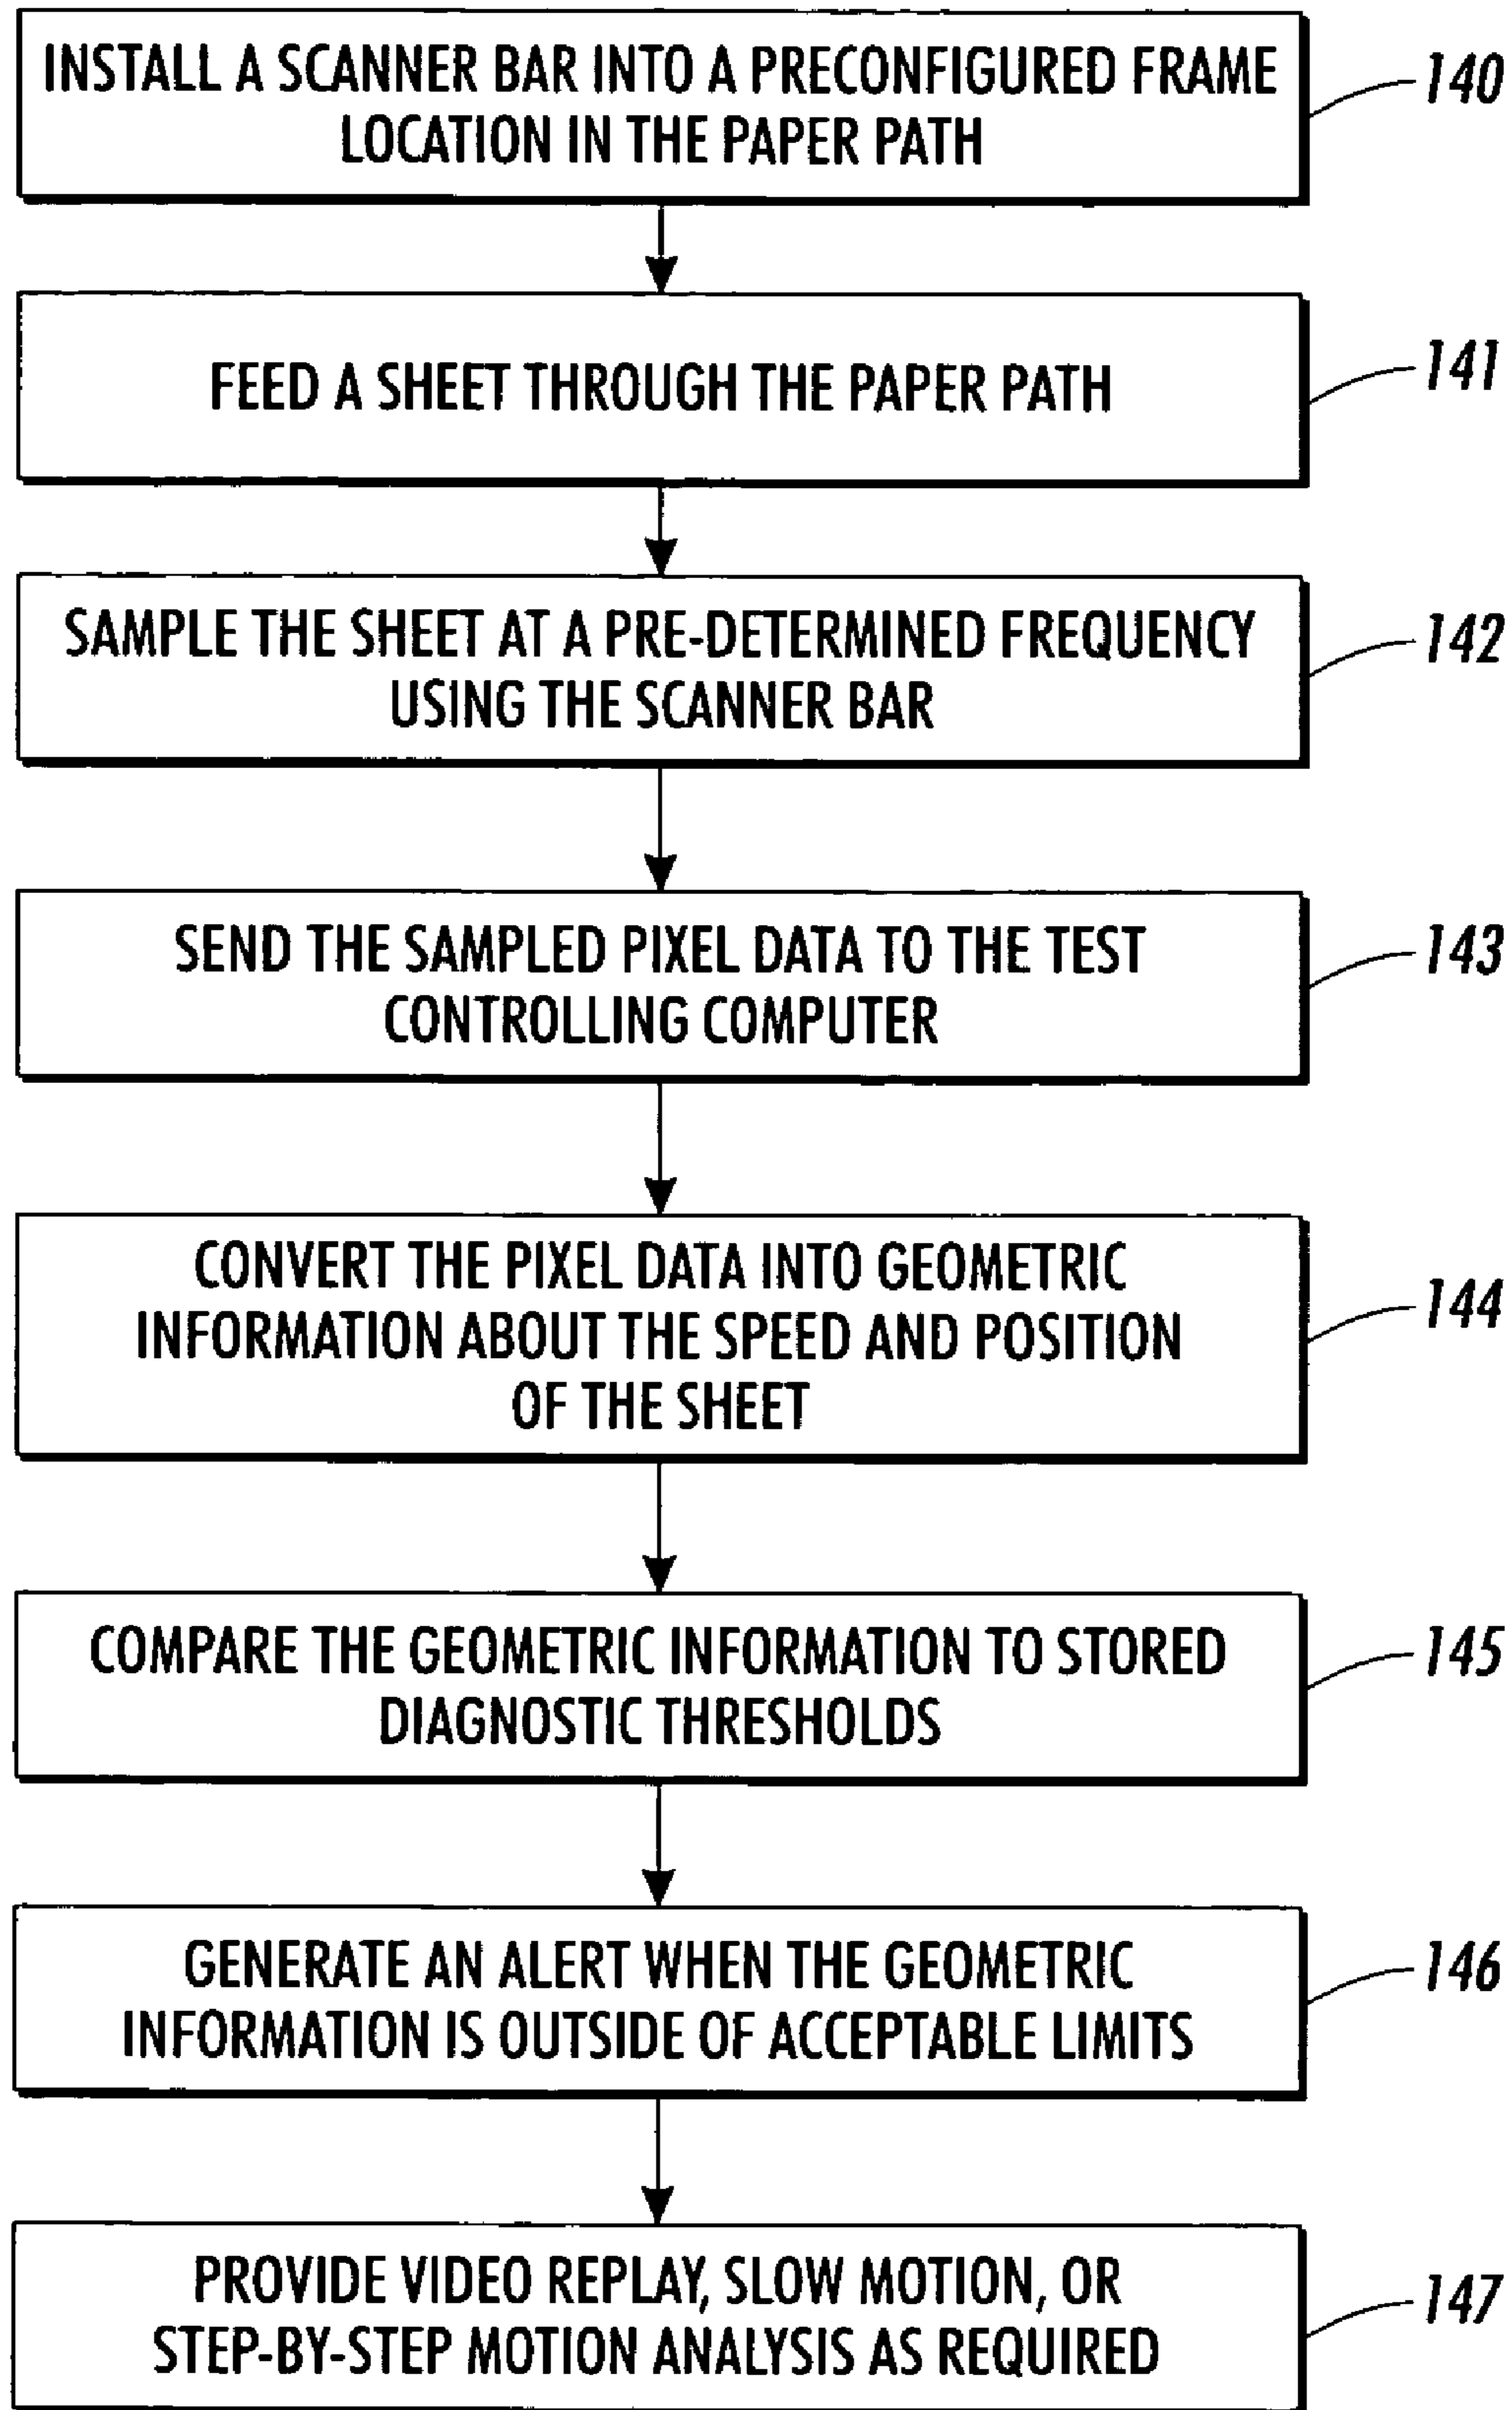 INSTALL A SCANNER BAR INTO A PRECONFIGURED FRAME
LOCATION IN THE PAPER PATH
140
FEED A SHEET THROUGH THE PAPER PATH
141
SAMPLE THE SHEET AT A PRE-DETERMINED FREQUENCY
USING THE SCANNER BAR
142
SEND THE SAMPLED PIXEL DATA TO THE TEST
CONTROLLING COMPUTER
143
CONVERT THE PIXEL DATA INTO GEOMETRIC
INFORMATION ABOUT THE SPEED AND POSITION
OF THE SHEET
144
COMPARE THE GEOMETRIC INFORMATION TO STORED
DIAGNOSTIC THRESHOLDS
145
GENERATE AN ALERT WHEN THE GEOMETRIC
INFORMATION IS OUTSIDE OF ACCEPTABLE LIMITS
146
PROVIDE VIDEO REPLAY, SLOW MOTION, OR
STEP-BY-STEP MOTION ANALYSIS AS REQUIRED
147